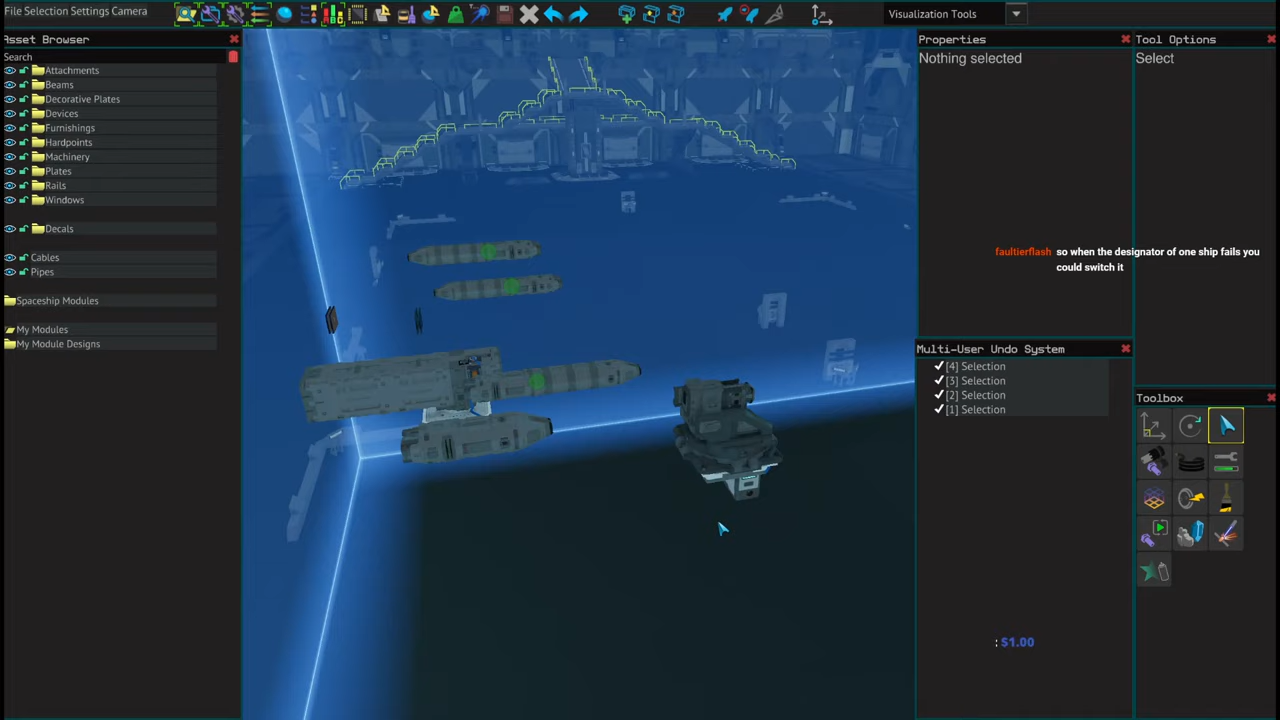 File Selection Settings Camera
Visualization Tools
Asset Browser
Search
Attachments
Beams
Decorative Plates
Devices
Furnishings
Hardpoints
Machinery
Plates
Rails
Windows
Decals
Cables
Pipes
Spaceship Modules
My Modules
My Module Designs
Properties
Nothing selected
faultierflash so when the designator of one ship fails you
could switch it
Multi-User Undo System
[4] Selection
[3] Selection
[2] Selection
[1] Selection
: $1.00
Tool Options
Select
Toolbox